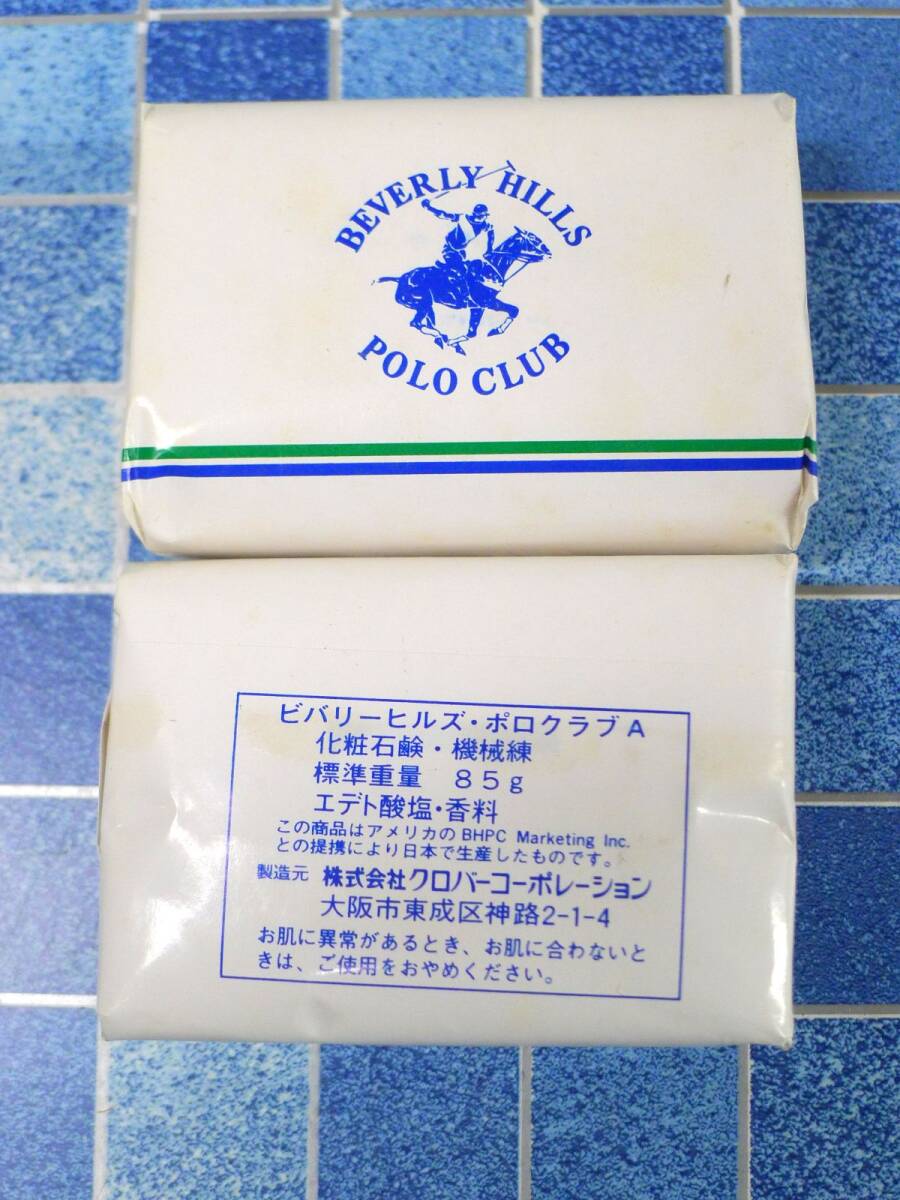 BEVERLY HILLS
POLO CLUB
ビバリーヒルズ・ポロクラブ A
化粧石鹸・機械練
標準重量 85g
エデト酸塩・香料
この商品はアメリカのBHPC Marketing Inc.
との提携により日本で生産したものです。
製造元 株式会社クロバーコーポレーション
大阪市東成区神路2-1-4
お肌に異常があるとき、お肌に合わないと
きは、ご使用をおやめください。